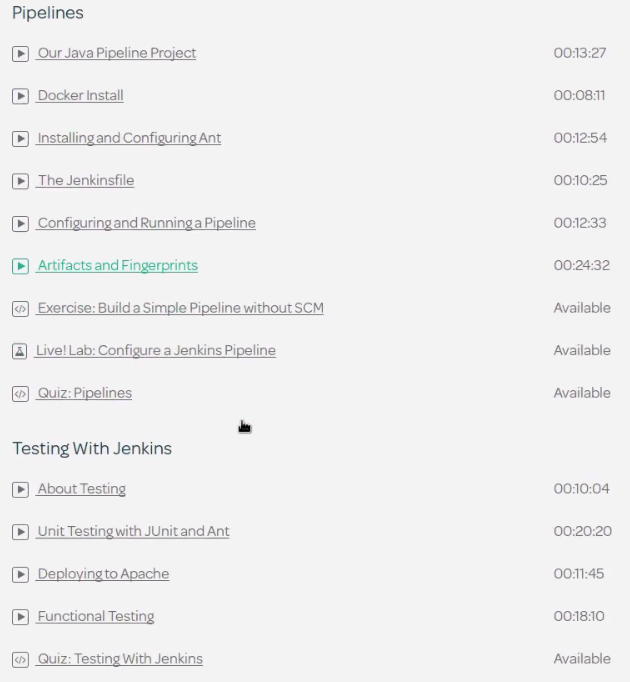 Pipelines
Our Java Pipeline Project 00:13:27
Docker Install 00:08:11
Installing and Configuring Ant 00:12:54
The Jenkinsfile 00:10:25
Configuring and Running a Pipeline 00:12:33
Artifacts and Fingerprints 00:24:32
Exercise: Build a Simple Pipeline without SCM Available
Live! Lab: Configure a Jenkins Pipeline Available
Quiz: Pipelines Available
Testing With Jenkins
About Testing 00:10:04
Unit Testing with JUnit and Ant 00:20:20
Deploying to Apache 00:11:45
Functional Testing 00:18:10
Quiz: Testing With Jenkins Available